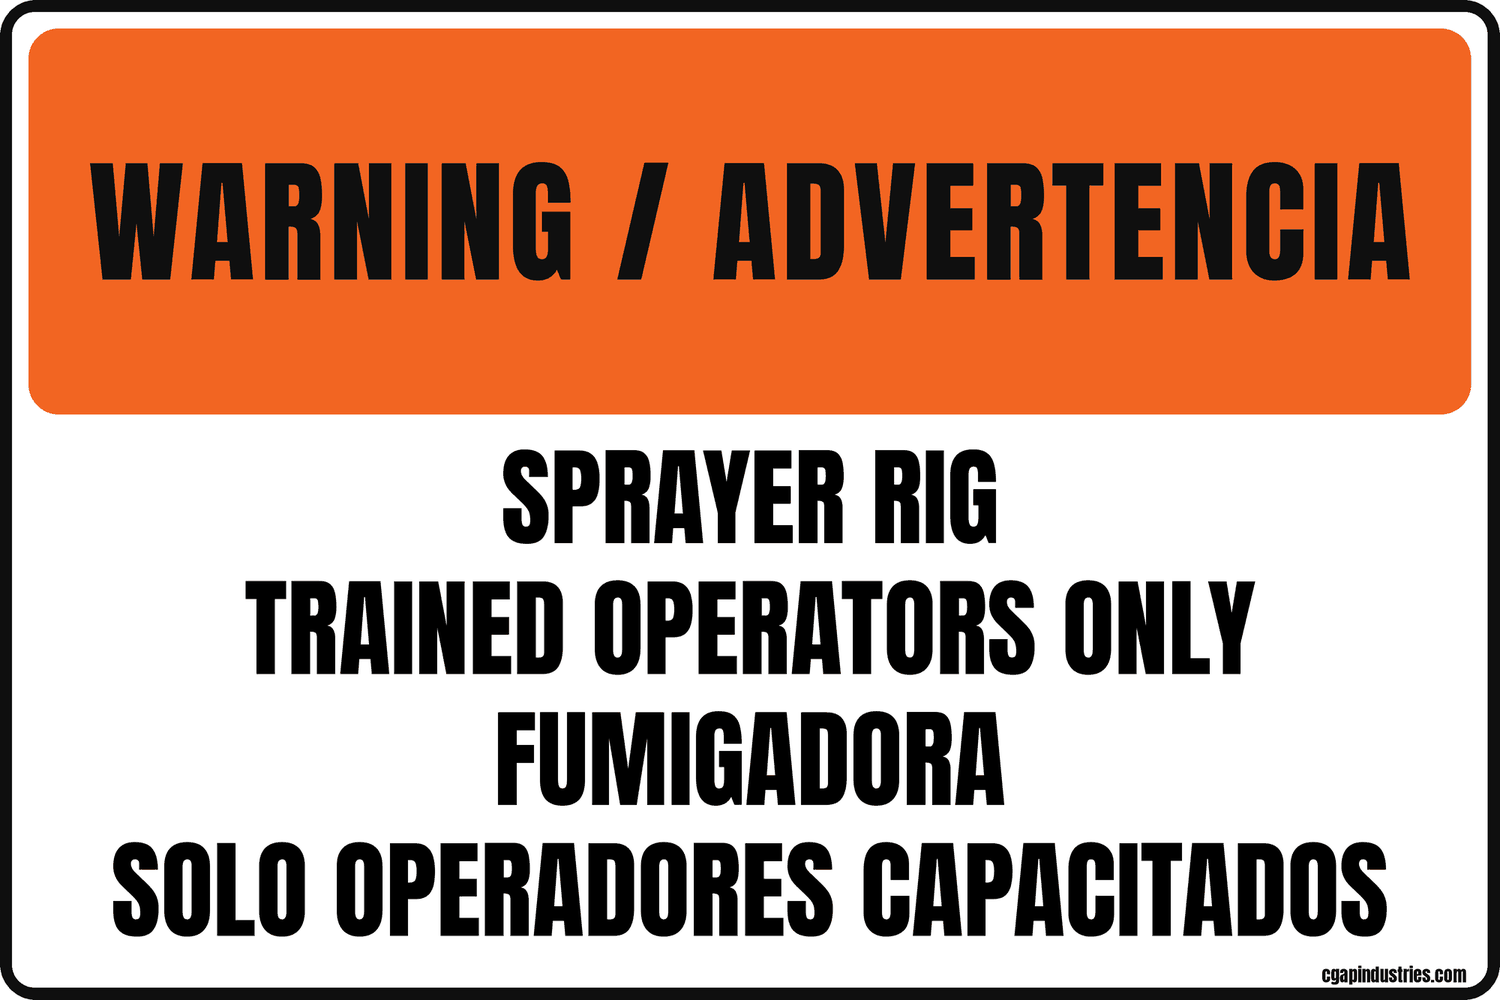 WARNING / ADVERTENCIA
SPRAYER RIG
TRAINED OPERATORS ONLY
FUMIGADORA
SOLO OPERADORES CAPACITADOS
cgapindustries.com